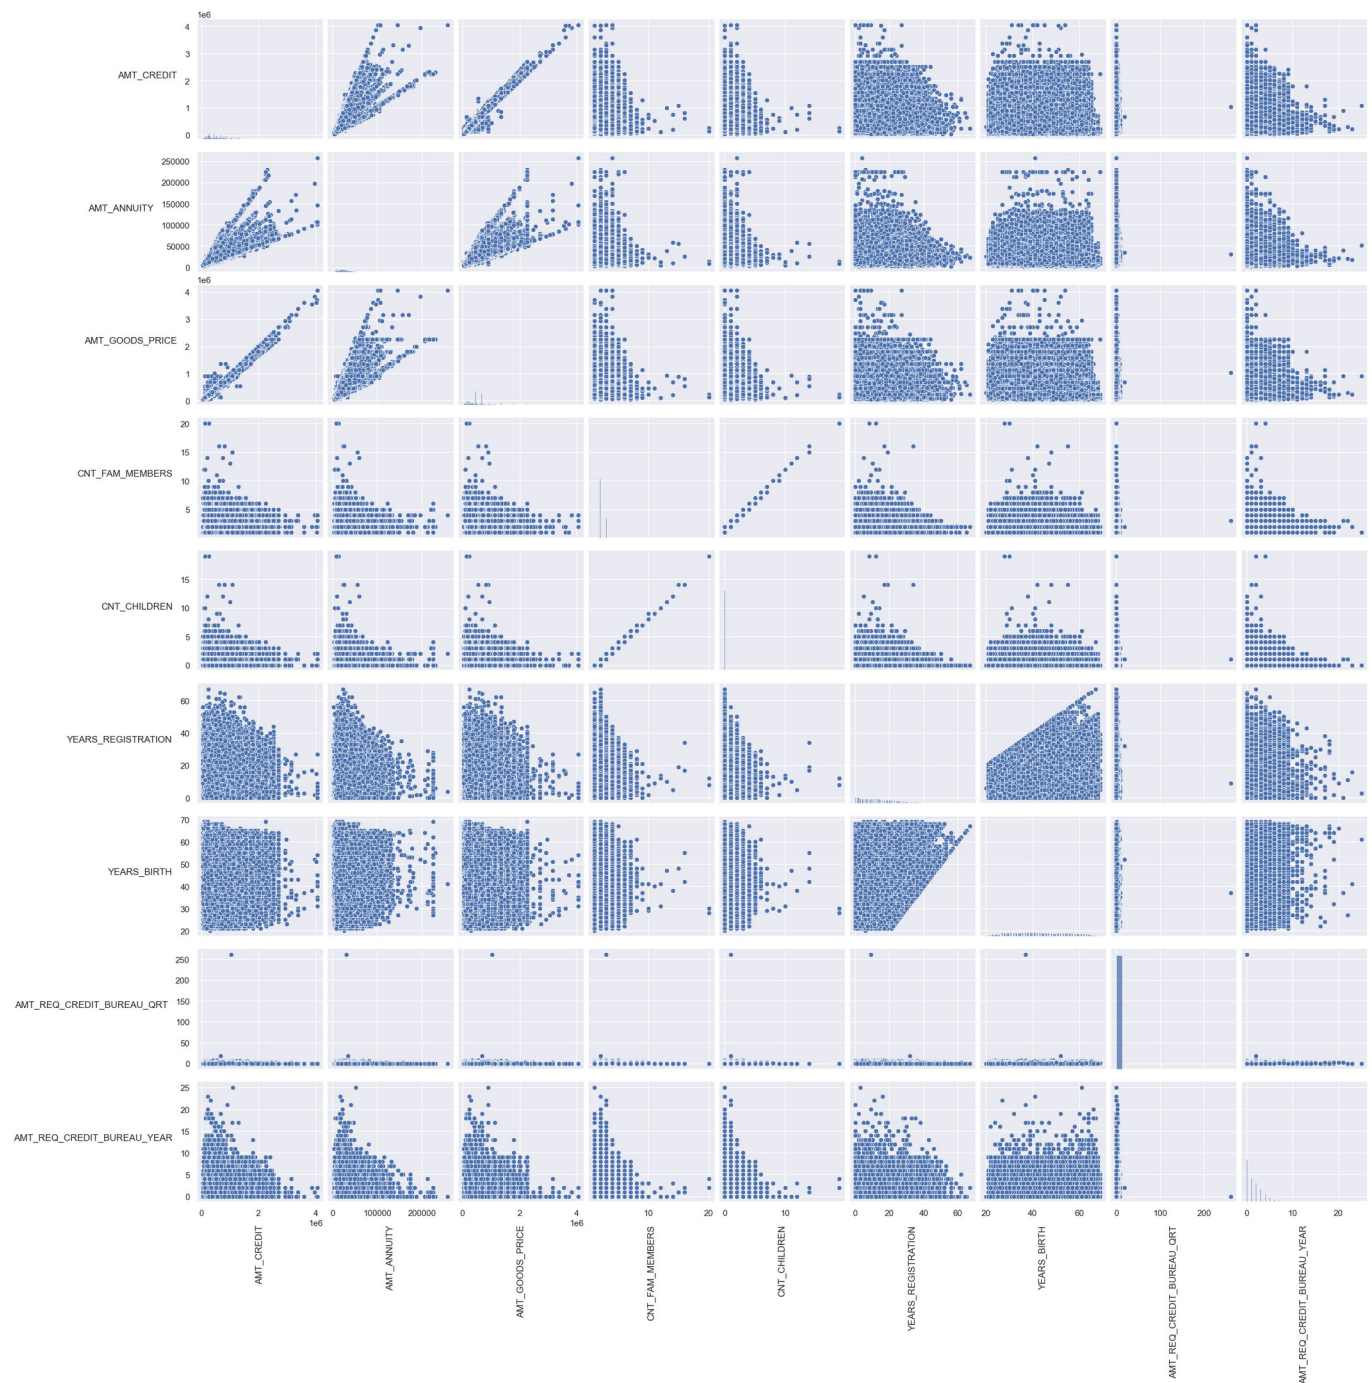 1e6
4
3
2
1
0
AMT_CREDIT
250000
200000
150000
100000
50000
0
AMT_ANNUITY
1e6
4
3
2
1
0
AMT_GOODS_PRICE
20
15
10
5
CNT_FAM_MEMBERS
15
10
5
0
CNT_CHILDREN
60
40
20
0
YEARS_REGISTRATION
70
60
50
40
30
20
YEARS_BIRTH
250
200
150
100
50
0
AMT_REQ_CREDIT_BUREAU_QRT
25
20
15
10
5
0
AMT_REQ_CREDIT_BUREAU_YEAR
0 2 4
1e6
AMT_CREDIT
0 100000 200000
AMT_ANNUITY
0 2 4
1e6
AMT_GOODS_PRICE
10 20
CNT_FAM_MEMBERS
0 10
CNT_CHILDREN
0 20 40 60
YEARS_REGISTRATION
20 40 60
YEARS_BIRTH
0 100 200
AMT_REQ_CREDIT_BUREAU_QRT
0 10 20
AMT_REQ_CREDIT_BUREAU_YEAR